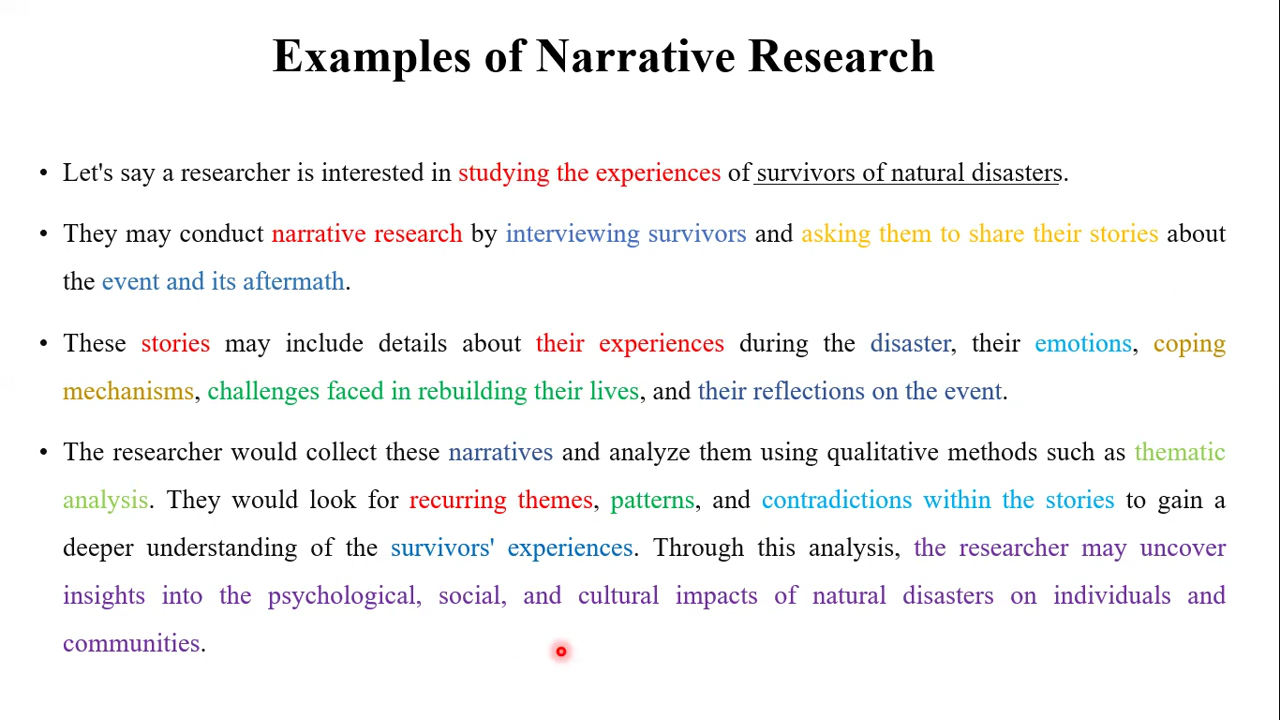 Examples of Narrative Research
• Let's say a researcher is interested in studying the experiences of survivors of natural disasters.
• They may conduct narrative research by interviewing survivors and asking them to share their stories about
the event and its aftermath.
• These stories may include details about their experiences during the disaster, their emotions, coping
mechanisms, challenges faced in rebuilding their lives, and their reflections on the event.
• The researcher would collect these narratives and analyze them using qualitative methods such as thematic
analysis. They would look for recurring themes, patterns, and contradictions within the stories to gain a
deeper understanding of the survivors' experiences. Through this analysis, the researcher may uncover
insights into the psychological, social, and cultural impacts of natural disasters on individuals and
communities.